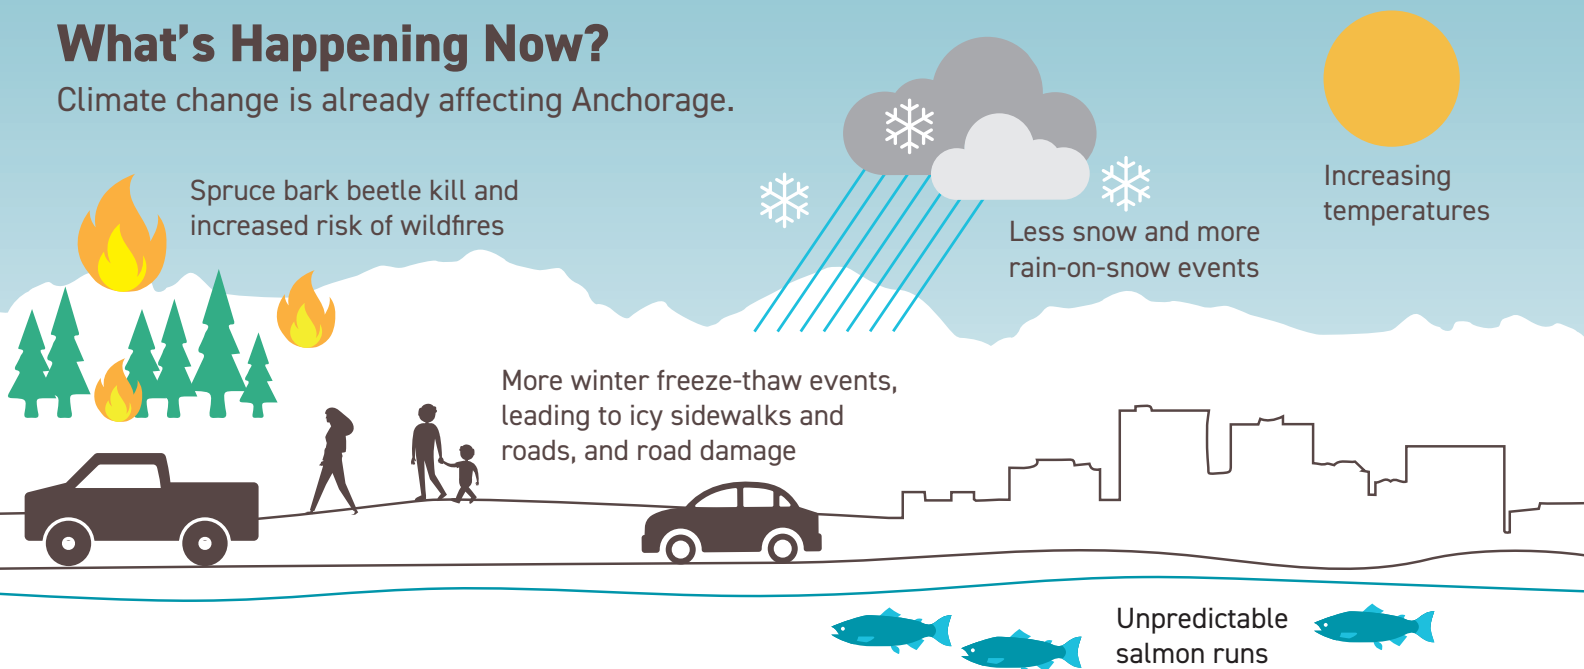 What's Happening Now?
Climate change is already affecting Anchorage.
Spruce bark beetle kill and
increased risk of wildfires
Less snow and more
rain-on-snow events
Increasing
temperatures
More winter freeze-thaw events,
leading to icy sidewalks and
roads, and road damage
Unpredictable
salmon runs